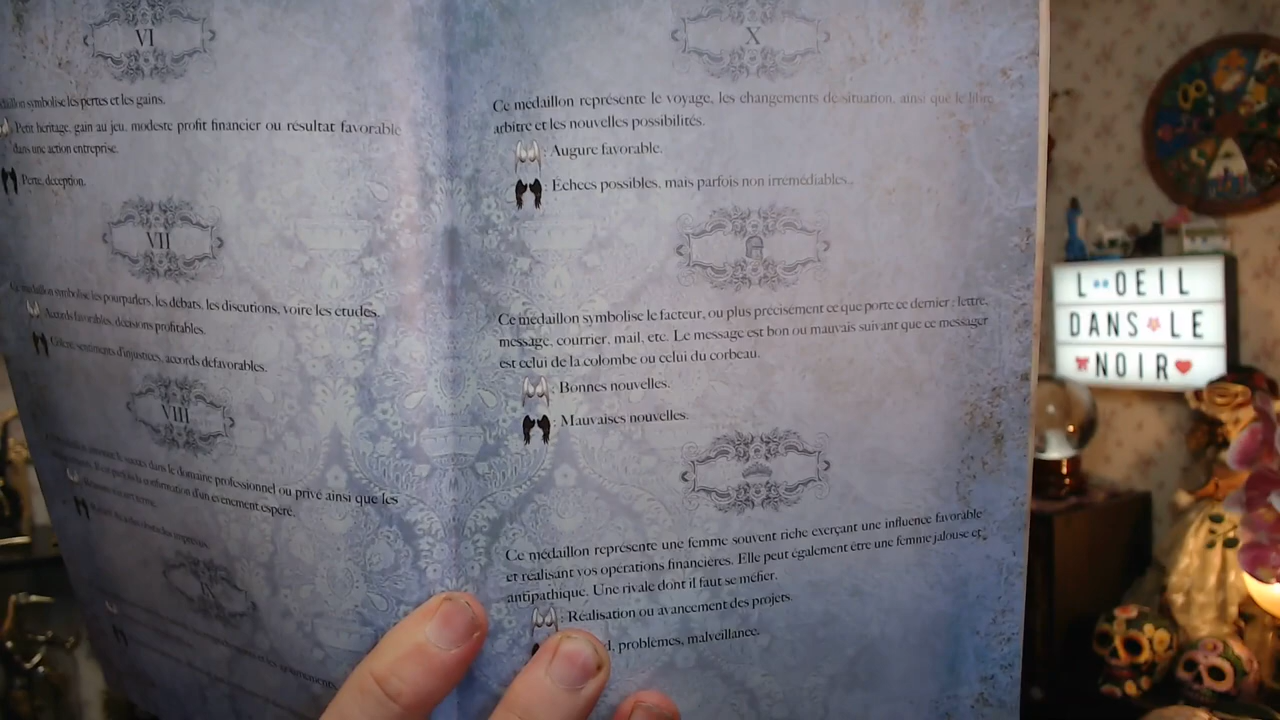 VI
symbolise les pertes et les gains.
: Petit héritage, gain au jeu, modeste profit financier ou résultat favorable
dans une action entreprise.
: Perte, déception.
VII
Ce médaillon symbolise les pourparlers, les débats, les discutions, voire les études.
: Accords favorables, décisions profitables.
: Colère, sentiments d'injustices, accords défavorables.
VIII
succès dans le domaine professionnel ou privé ainsi que les
confirmation d'un évènement espéré.
X
Ce médaillon représente le voyage, les changements de situation, ainsi que le libre
arbitre et les nouvelles possibilités.
: Augure favorable.
: Échecs possibles, mais parfois non irrémédiables..
Ce médaillon symbolise le facteur, ou plus précisément ce que porte ce dernier : lettre,
message, courrier, mail, etc. Le message est bon ou mauvais suivant que ce messager
est celui de la colombe ou celui du corbeau.
: Bonnes nouvelles.
: Mauvaises nouvelles.
Ce médaillon représente une femme souvent riche exerçant une influence favorable
et réalisant vos opérations financières. Elle peut également être une femme jalouse et
antipathique. Une rivale dont il faut se méfier.
: Réalisation ou avancement des projets.
problèmes, malveillance.
L OEIL
DANS LE
NOIR